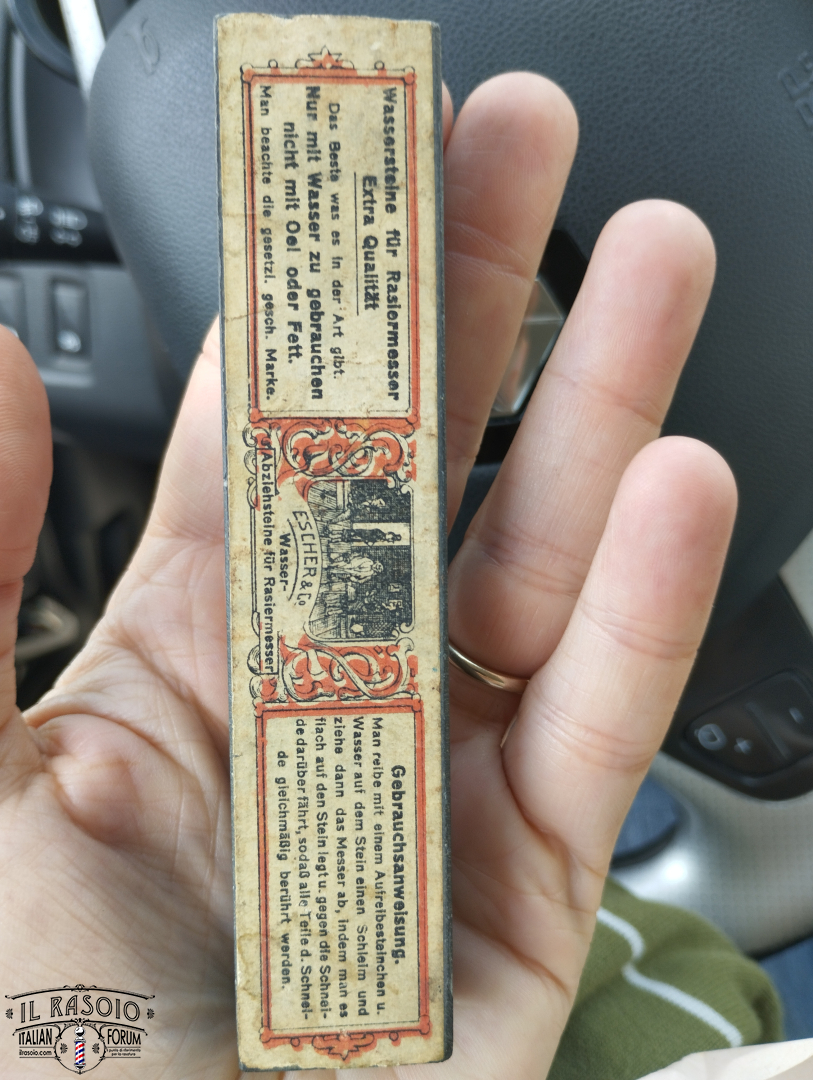 Wassersteine für Rasiermesser
Extra Qualität
Das Beste was es in der Art gibt.
Nur mit Wasser zu gebrauchen
nicht mit Oel oder Fett.
Man beachte die gesetzl. gesch. Marke.
ESCHER & Co
Wasser-
Abziehsteine für Rasiermesser
Gebrauchsanweisung.
Man reibe mit einem Aufreibesteinchen u.
Wasser auf dem Stein einen Schleim und
ziehe dann das Messer ab, indem man es
flach auf den Stein legt u. gegen die Schnei-
de darüber fährt, sodaß alle Teile d. Schnei-
de gleichmäßig berührt werden.
IL RASOIO
ITALIAN FORUM
ilrasoio.com